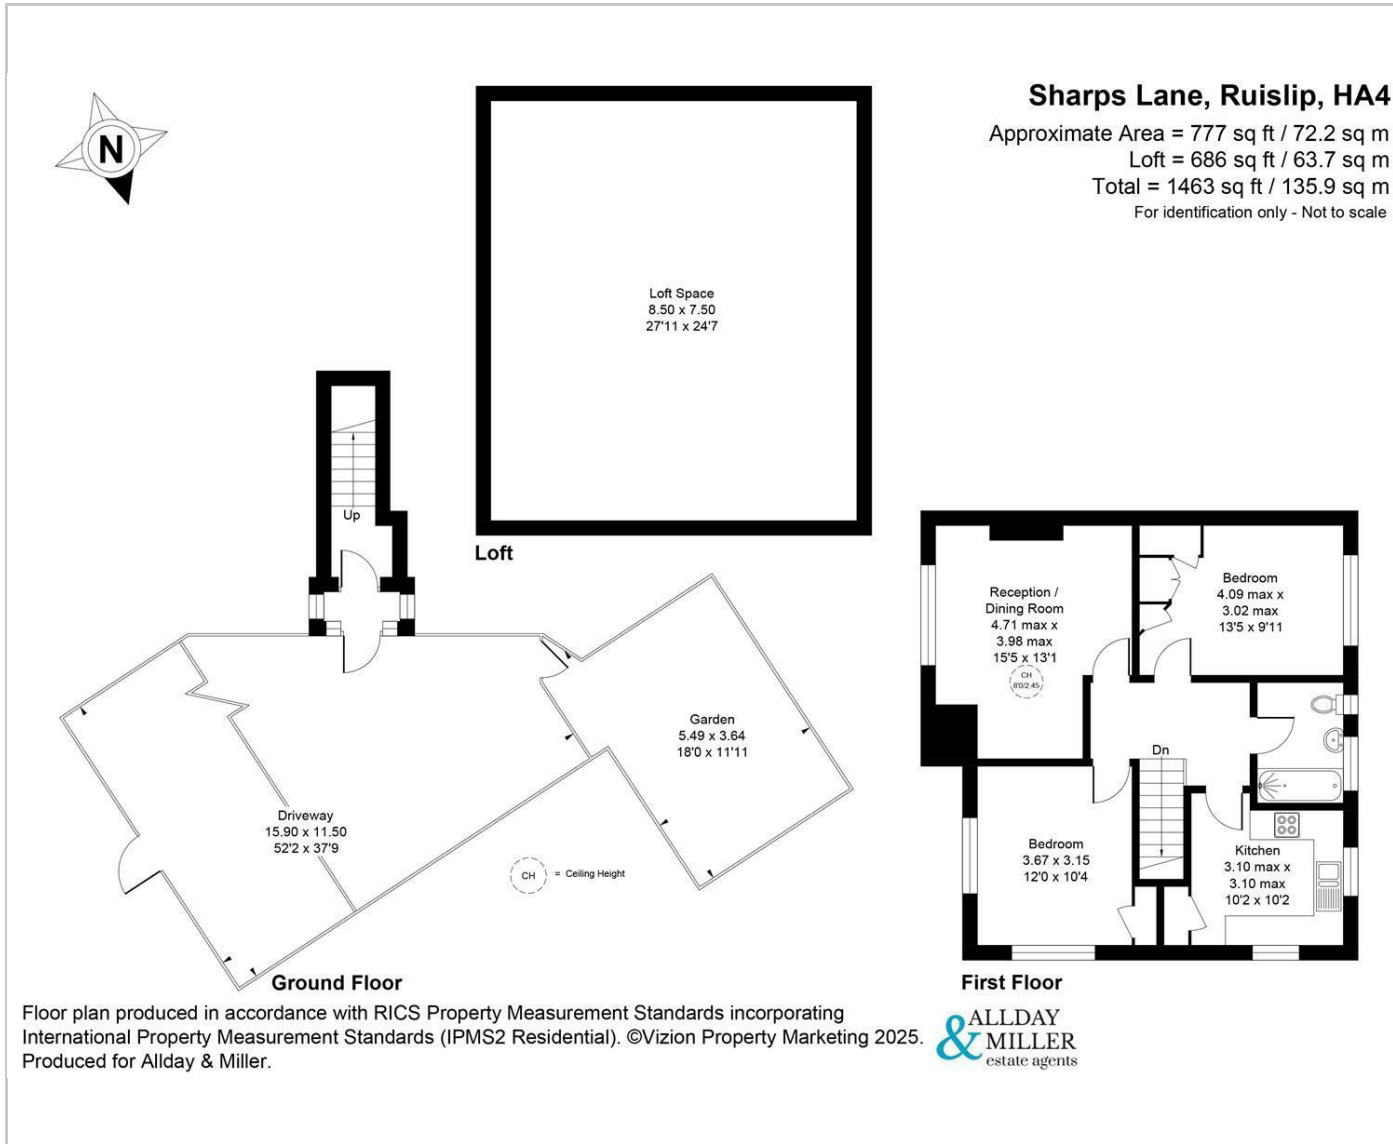 N
Sharps Lane, Ruislip, HA4
Approximate Area = 777 sq ft / 72.2 sq m
Loft = 686 sq ft / 63.7 sq m
Total = 1463 sq ft / 135.9 sq m
For identification only - Not to scale
Loft Space
8.50 x 7.50
27'11 x 24'7
Loft
Up
Garden
5.49 x 3.64
18'0 x 11'11
Driveway
15.90 x 11.50
52'2 x 37'9
CH = Ceiling Height
Ground Floor
Reception /
Dining Room
4.71 max x
3.98 max
15'5 x 13'1
CH
8'0/2.45
Bedroom
4.09 max x
3.02 max
13'5 x 9'11
Dn
Bedroom
3.67 x 3.15
12'0 x 10'4
Kitchen
3.10 max x
3.10 max
10'2 x 10'2
First Floor
Floor plan produced in accordance with RICS Property Measurement Standards incorporating
International Property Measurement Standards (IPMS2 Residential). ©Vizion Property Marketing 2025.
Produced for Allday & Miller.
ALLDAY
& MILLER
estate agents